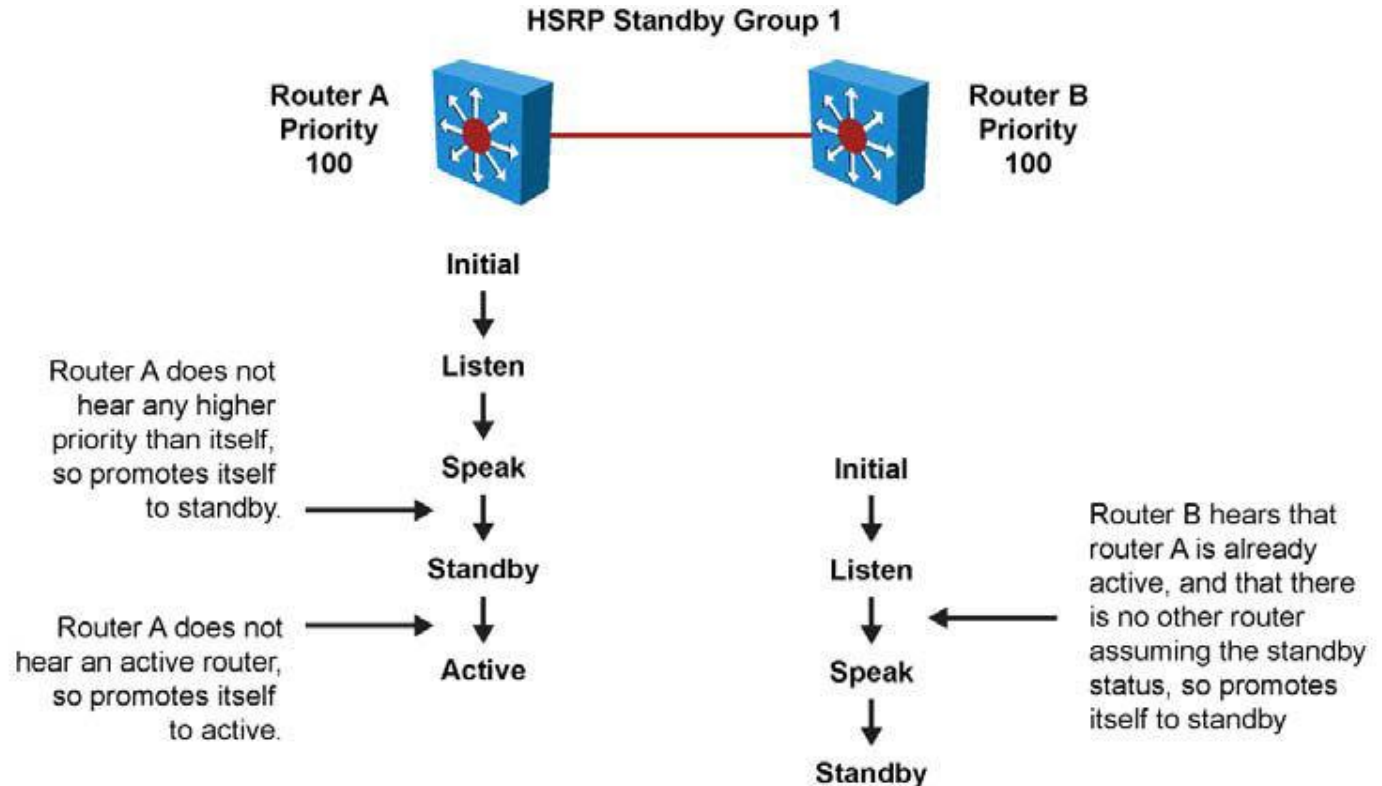 HSRP Standby Group 1
Router A
Priority
100
Router B
Priority
100
Initial
Listen
Speak
Standby
Active
Router A does not
hear any higher
priority than itself,
so promotes itself
to standby.
Router A does not
hear an active router,
so promotes itself
to active.
Initial
Listen
Speak
Standby
Router B hears that
router A is already
active, and that there
is no other router
assuming the standby
status, so promotes
itself to standby